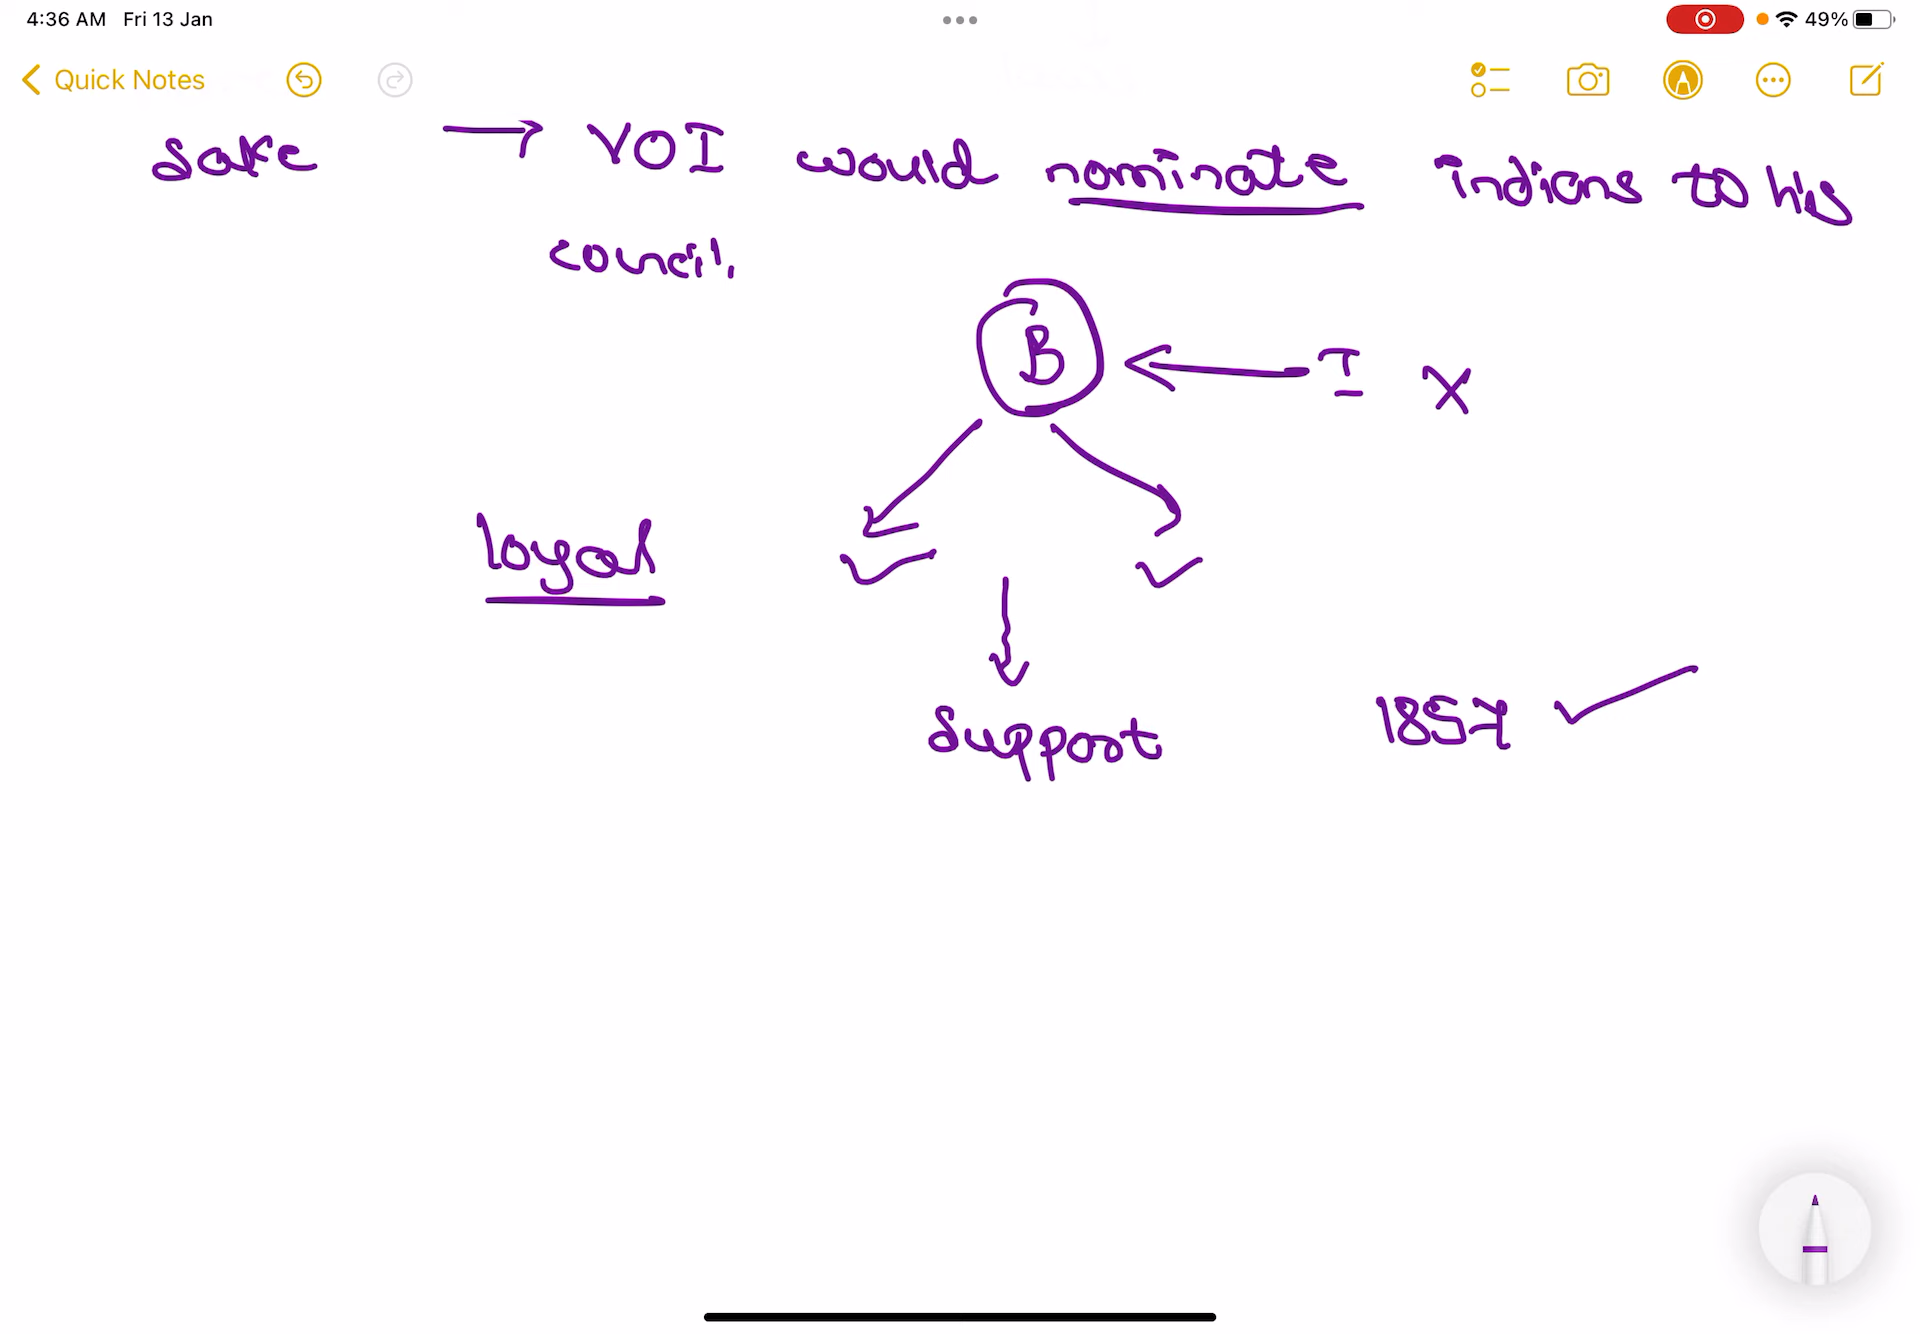 4:36 AM Fri 13 Jan
49%
Quick Notes
sake → VOI would nominate indians to his
council.
B ← I X
loyal
support
1857 ✓